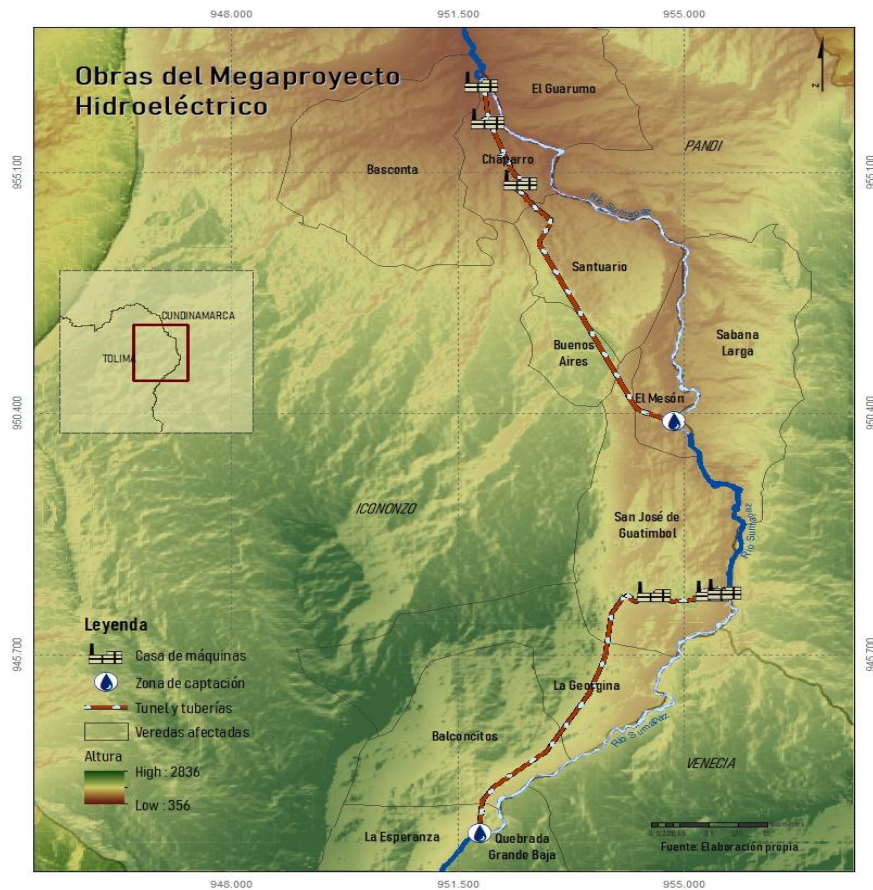 948.000
951.500
955.000
Obras del Megaproyecto
Hidroeléctrico
El Guarumo
PANDI
Chaparro
Basconta
Río Sumapaz
955.100
955.100
Santuario
CUNDINAMARCA
TOLIMA
Sabana
Larga
Buenos
Aires
El Mesón
950.400
950.400
ICONONZO
San José de
Guatimbol
Río Sumapaz
Leyenda
Casa de máquinas
Zona de captación
Tunel y tuberías
Veredas afectadas
Altura
High : 2836
Low : 356
945.700
945.700
La Georgina
Balconcitos
Río Sumapaz
VENECIA
La Esperanza
Quebrada
Grande Baja
Fuente: Elaboración propia
948.000
951.500
955.000